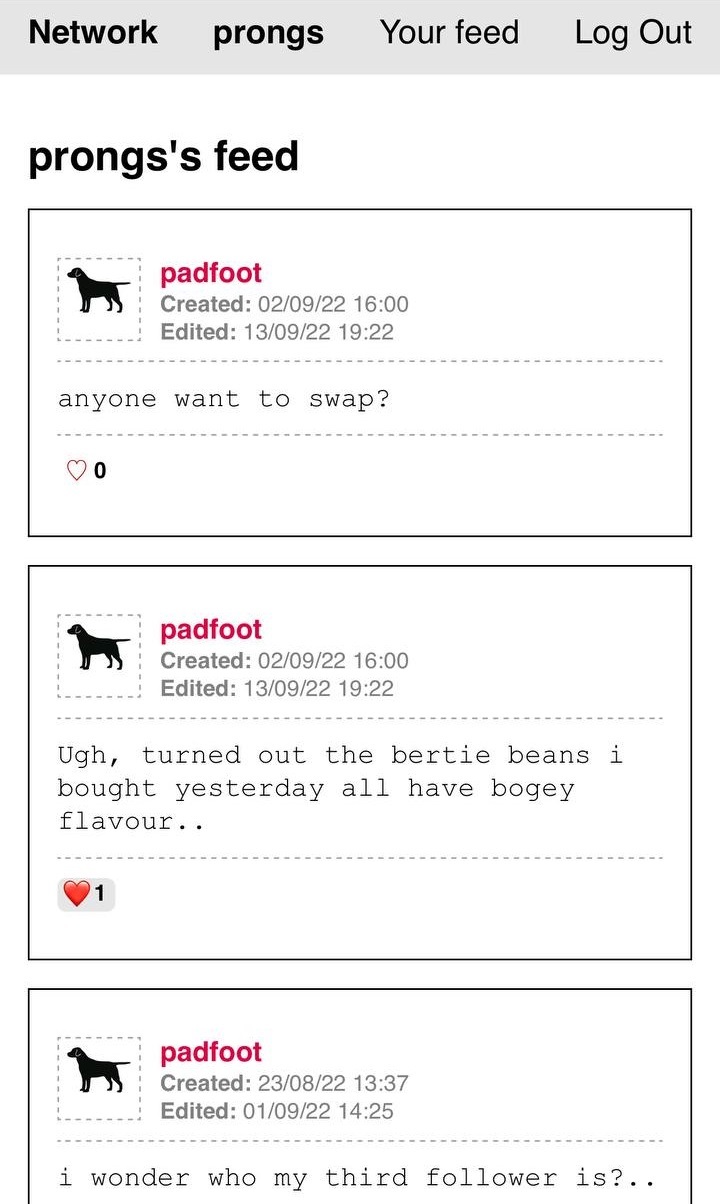 Network prongs Your feed Log Out
prongs's feed
padfoot
Created: 02/09/22 16:00
Edited: 13/09/22 19:22
anyone want to swap?
♡ 0
padfoot
Created: 02/09/22 16:00
Edited: 13/09/22 19:22
Ugh, turned out the bertie beans i
bought yesterday all have bogey
flavour..
❤️ 1
padfoot
Created: 23/08/22 13:37
Edited: 01/09/22 14:25
i wonder who my third follower is?..